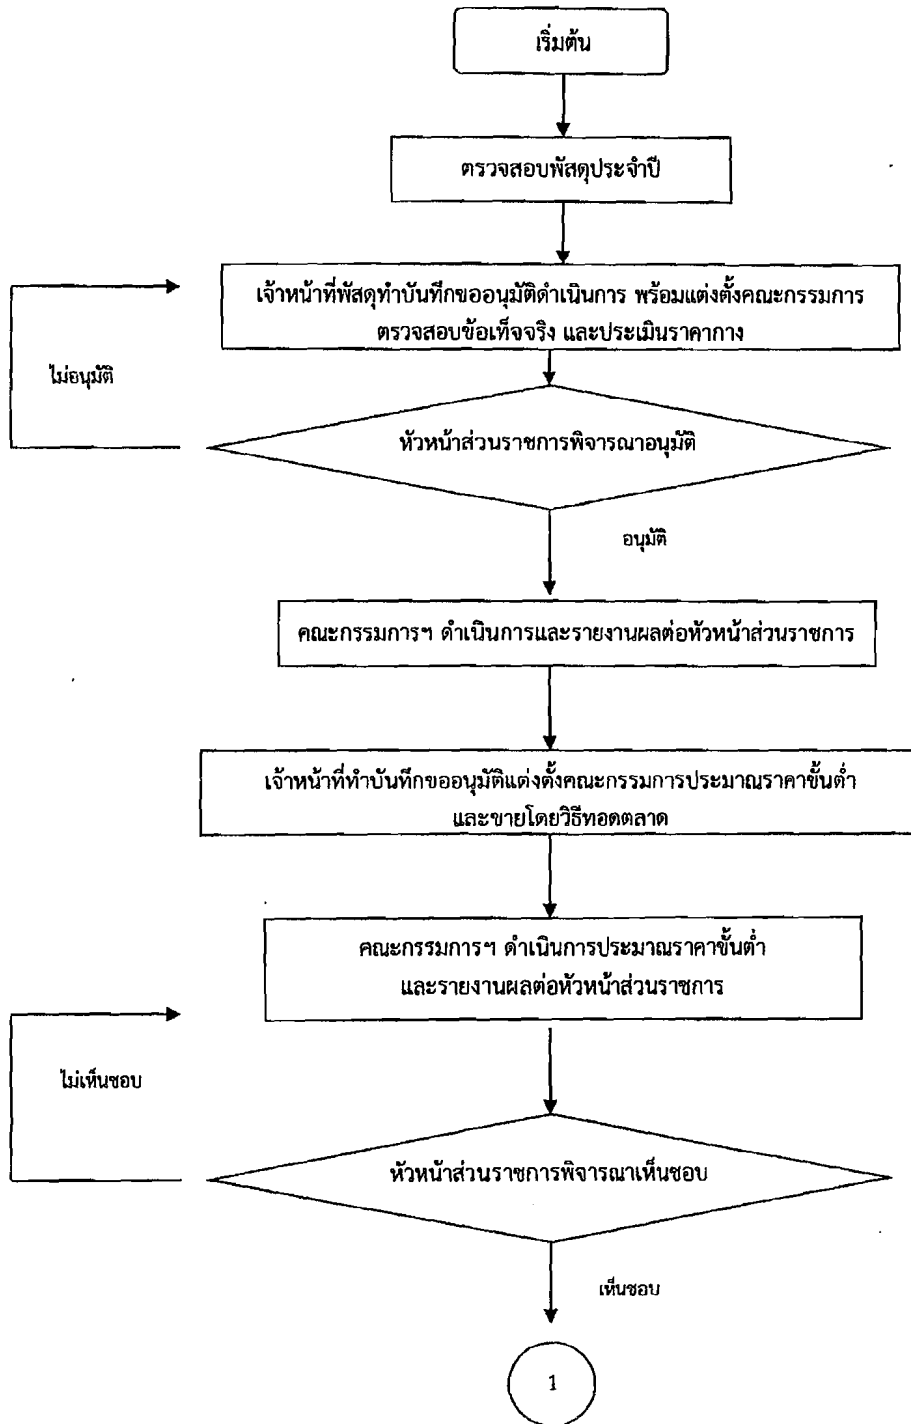 เริ่มต้น
ตรวจสอบพัสดุประจำปี
เจ้าหน้าที่พัสดุทำบันทึกขออนุมัติดำเนินการ พร้อมแต่งตั้งคณะกรรมการ
ตรวจสอบข้อเท็จจริง และประเมินราคากลาง
ไม่อนุมัติ
หัวหน้าส่วนราชการพิจารณาอนุมัติ
อนุมัติ
คณะกรรมการฯ ดำเนินการและรายงานผลต่อหัวหน้าส่วนราชการ
เจ้าหน้าที่ทำบันทึกขออนุมัติแต่งตั้งคณะกรรมการประมาณราคาขั้นต่ำ
และขายโดยวิธีทอดตลาด
คณะกรรมการฯ ดำเนินการประมาณราคาขั้นต่ำ
และรายงานผลต่อหัวหน้าส่วนราชการ
ไม่เห็นชอบ
หัวหน้าส่วนราชการพิจารณาเห็นชอบ
เห็นชอบ
1